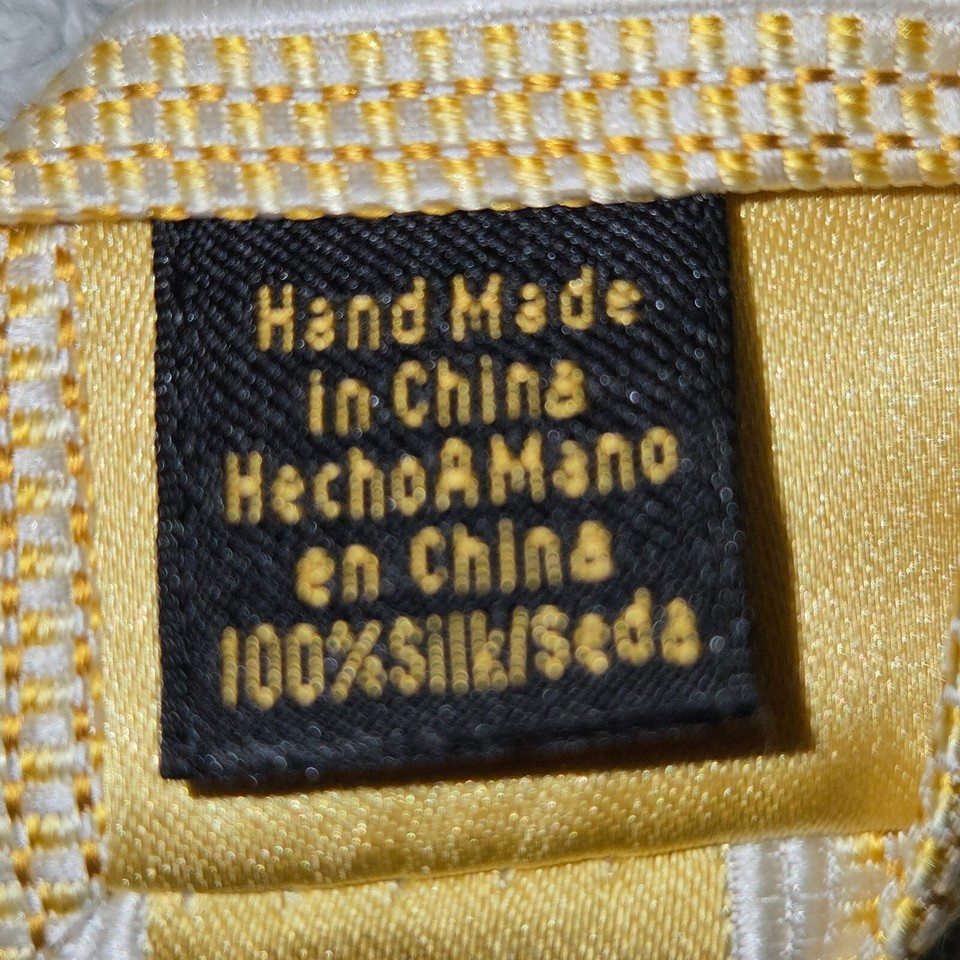 Hand Made
in China
HechoAMano
en China
100%Silk/Seda